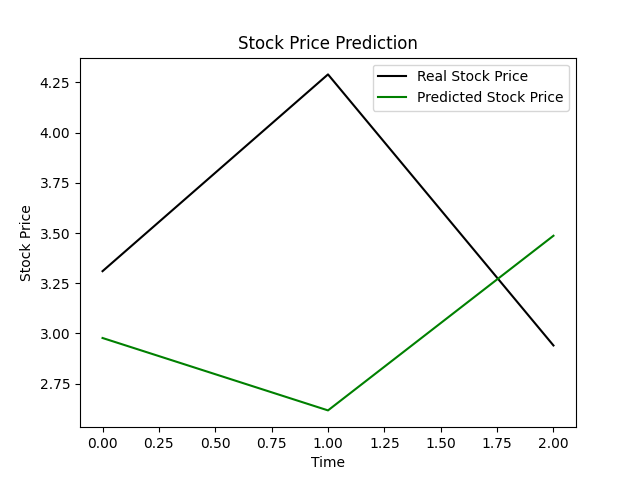 Stock Price Prediction
Real Stock Price
Predicted Stock Price
Stock Price
4.25
4.00
3.75
3.50
3.25
3.00
2.75
0.00 0.25 0.50 0.75 1.00 1.25 1.50 1.75 2.00
Time